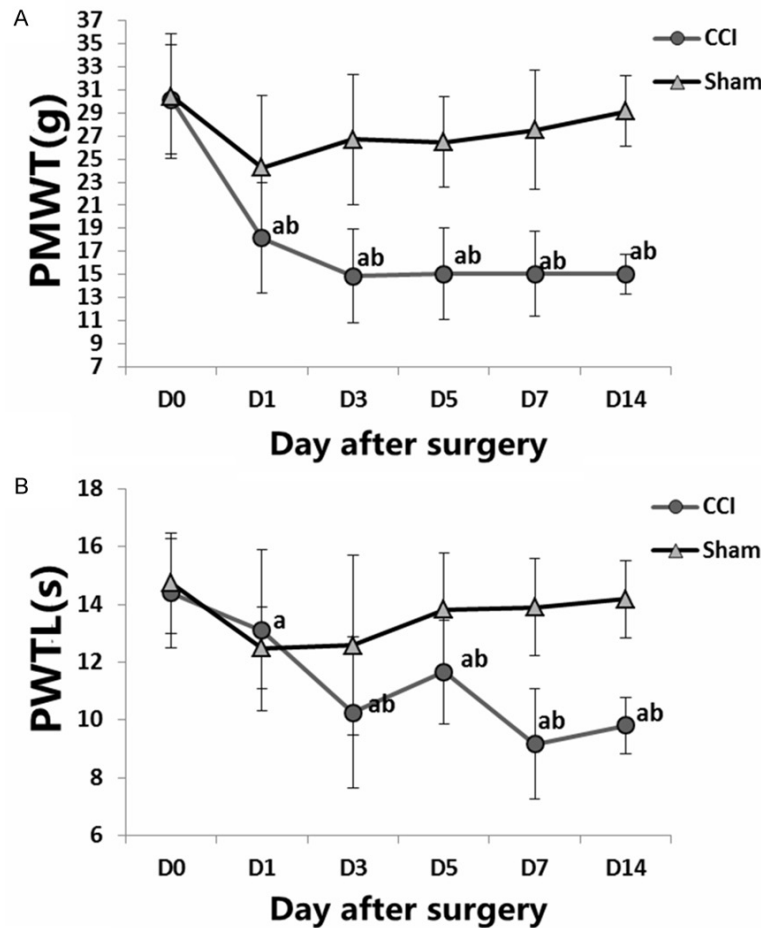 A
37
35
33
31
29
27
25
23
21
19
17
15
13
11
9
7
PMWT(g)
CCI
Sham
ab
ab
ab
ab
ab
D0 D1 D3 D5 D7 D14
Day after surgery
B
18
16
14
12
10
8
6
PWTL(s)
CCI
Sham
a
ab
ab
ab
ab
D0 D1 D3 D5 D7 D14
Day after surgery